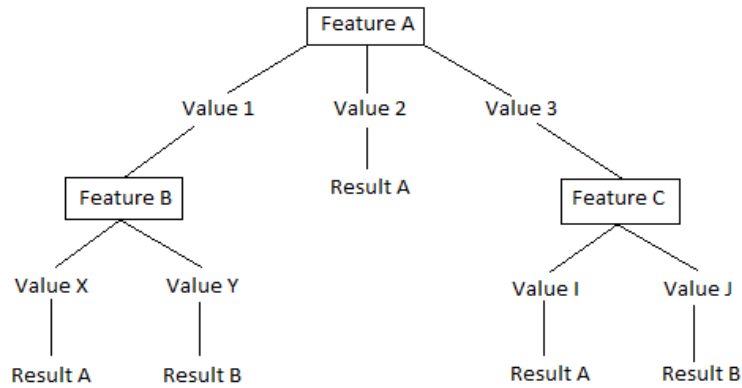 Feature A
Value 1
Value 2
Value 3
Result A
Feature B
Feature C
Value X
Value Y
Value I
Value J
Result A
Result B
Result A
Result B